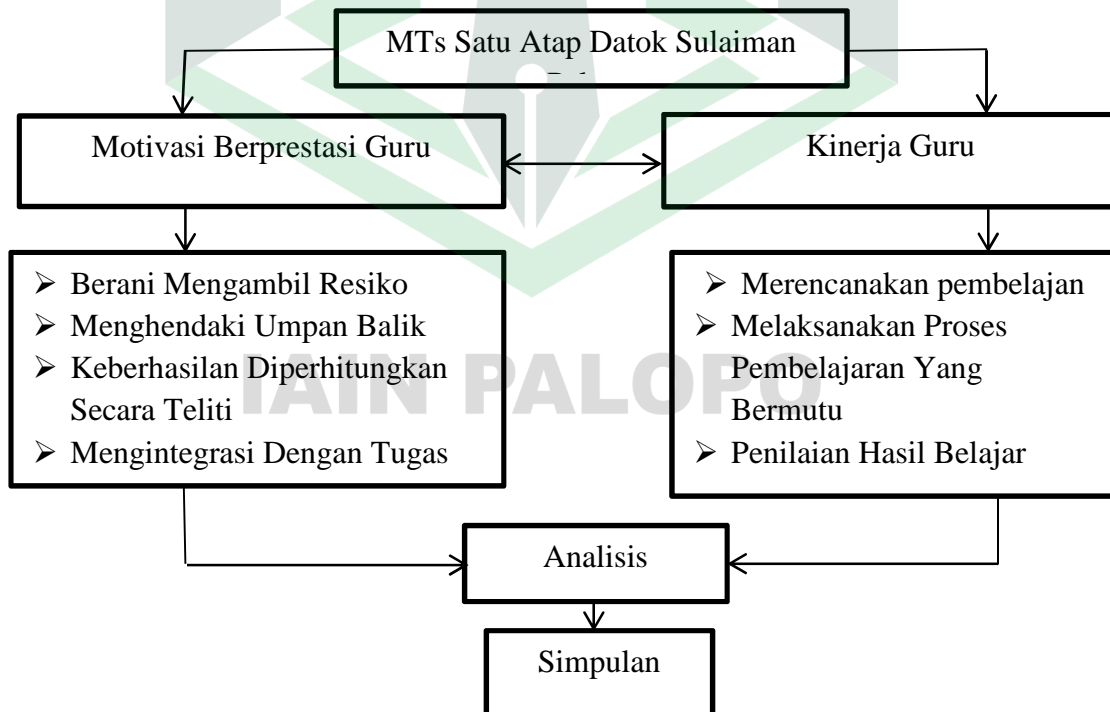 MTs Satu Atap Datok Sulaiman
Motivasi Berprestasi Guru
Kinerja Guru
➢ Berani Mengambil Resiko
➢ Menghendaki Umpan Balik
➢ Keberhasilan Diperhitungkan
Secara Teliti
➢ Mengintegrasi Dengan Tugas
➢ Merencanakan pembelajan
➢ Melaksanakan Proses
Pembelajaran Yang
Bermutu
➢ Penilaian Hasil Belajar
IAIN PALOPO
Analisis
Simpulan